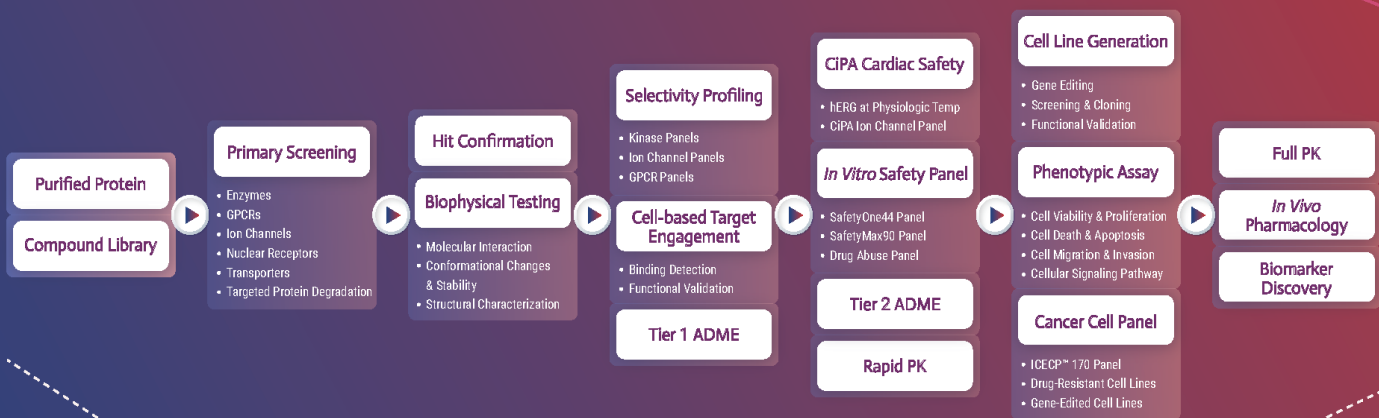 Purified Protein
Compound Library
Primary Screening
• Enzymes
• GPCRs
• Ion Channels
• Nuclear Receptors
• Transporters
• Targeted Protein Degradation
Hit Confirmation
Biophysical Testing
• Molecular Interaction
• Conformational Changes
& Stability
• Structural Characterization
Selectivity Profiling
• Kinase Panels
• Ion Channel Panels
• GPCR Panels
Cell-based Target
Engagement
• Binding Detection
• Functional Validation
Tier 1 ADME
CiPA Cardiac Safety
• hERG at Physiologic Temp
• CiPA Ion Channel Panel
In Vitro Safety Panel
• SafetyOne44 Panel
• SafetyMax90 Panel
• Drug Abuse Panel
Tier 2 ADME
Rapid PK
Cell Line Generation
• Gene Editing
• Screening & Cloning
• Functional Validation
Phenotypic Assay
• Cell Viability & Proliferation
• Cell Death & Apoptosis
• Cell Migration & Invasion
• Cellular Signaling Pathway
Cancer Cell Panel
• ICECP™ 170 Panel
• Drug-Resistant Cell Lines
• Gene-Edited Cell Lines
Full PK
In Vivo
Pharmacology
Biomarker
Discovery